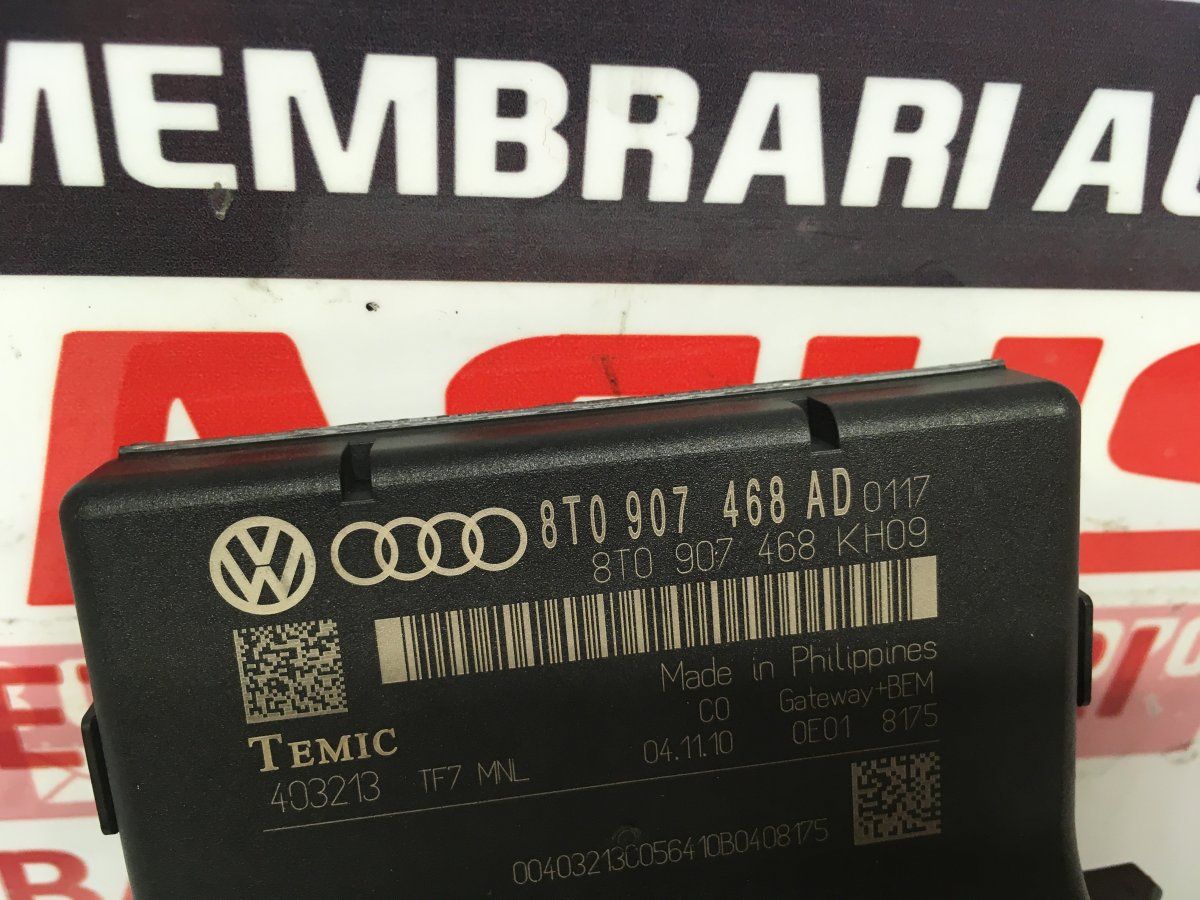 MEMBRARI AU
8T0 907 468 AD 0117
8T0 907 468 KH09
Made in Philippines
C0 Gateway+BEM
TEMIC 04.11.10 0E01 8175
403213 TF7 MNL
00403213C056410B0408175